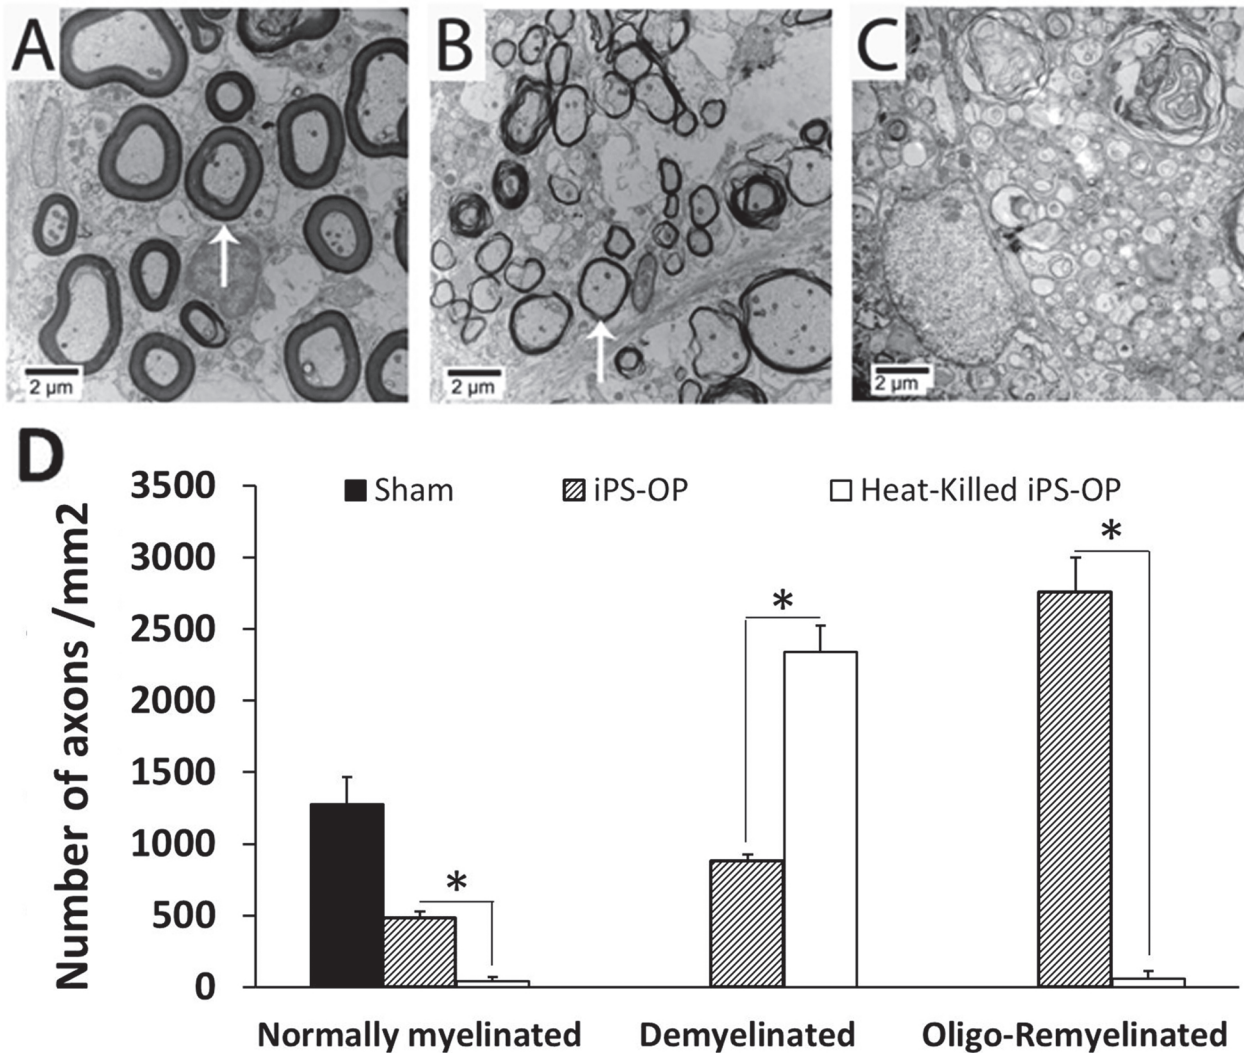 A
B
C
2 µm
2 µm
2 µm
D
Number of axons /mm2
3500
3000
2500
2000
1500
1000
500
0
Sham
iPS-OP
Heat-Killed iPS-OP
*
*
*
Normally myelinated
Demyelinated
Oligo-Remyelinated